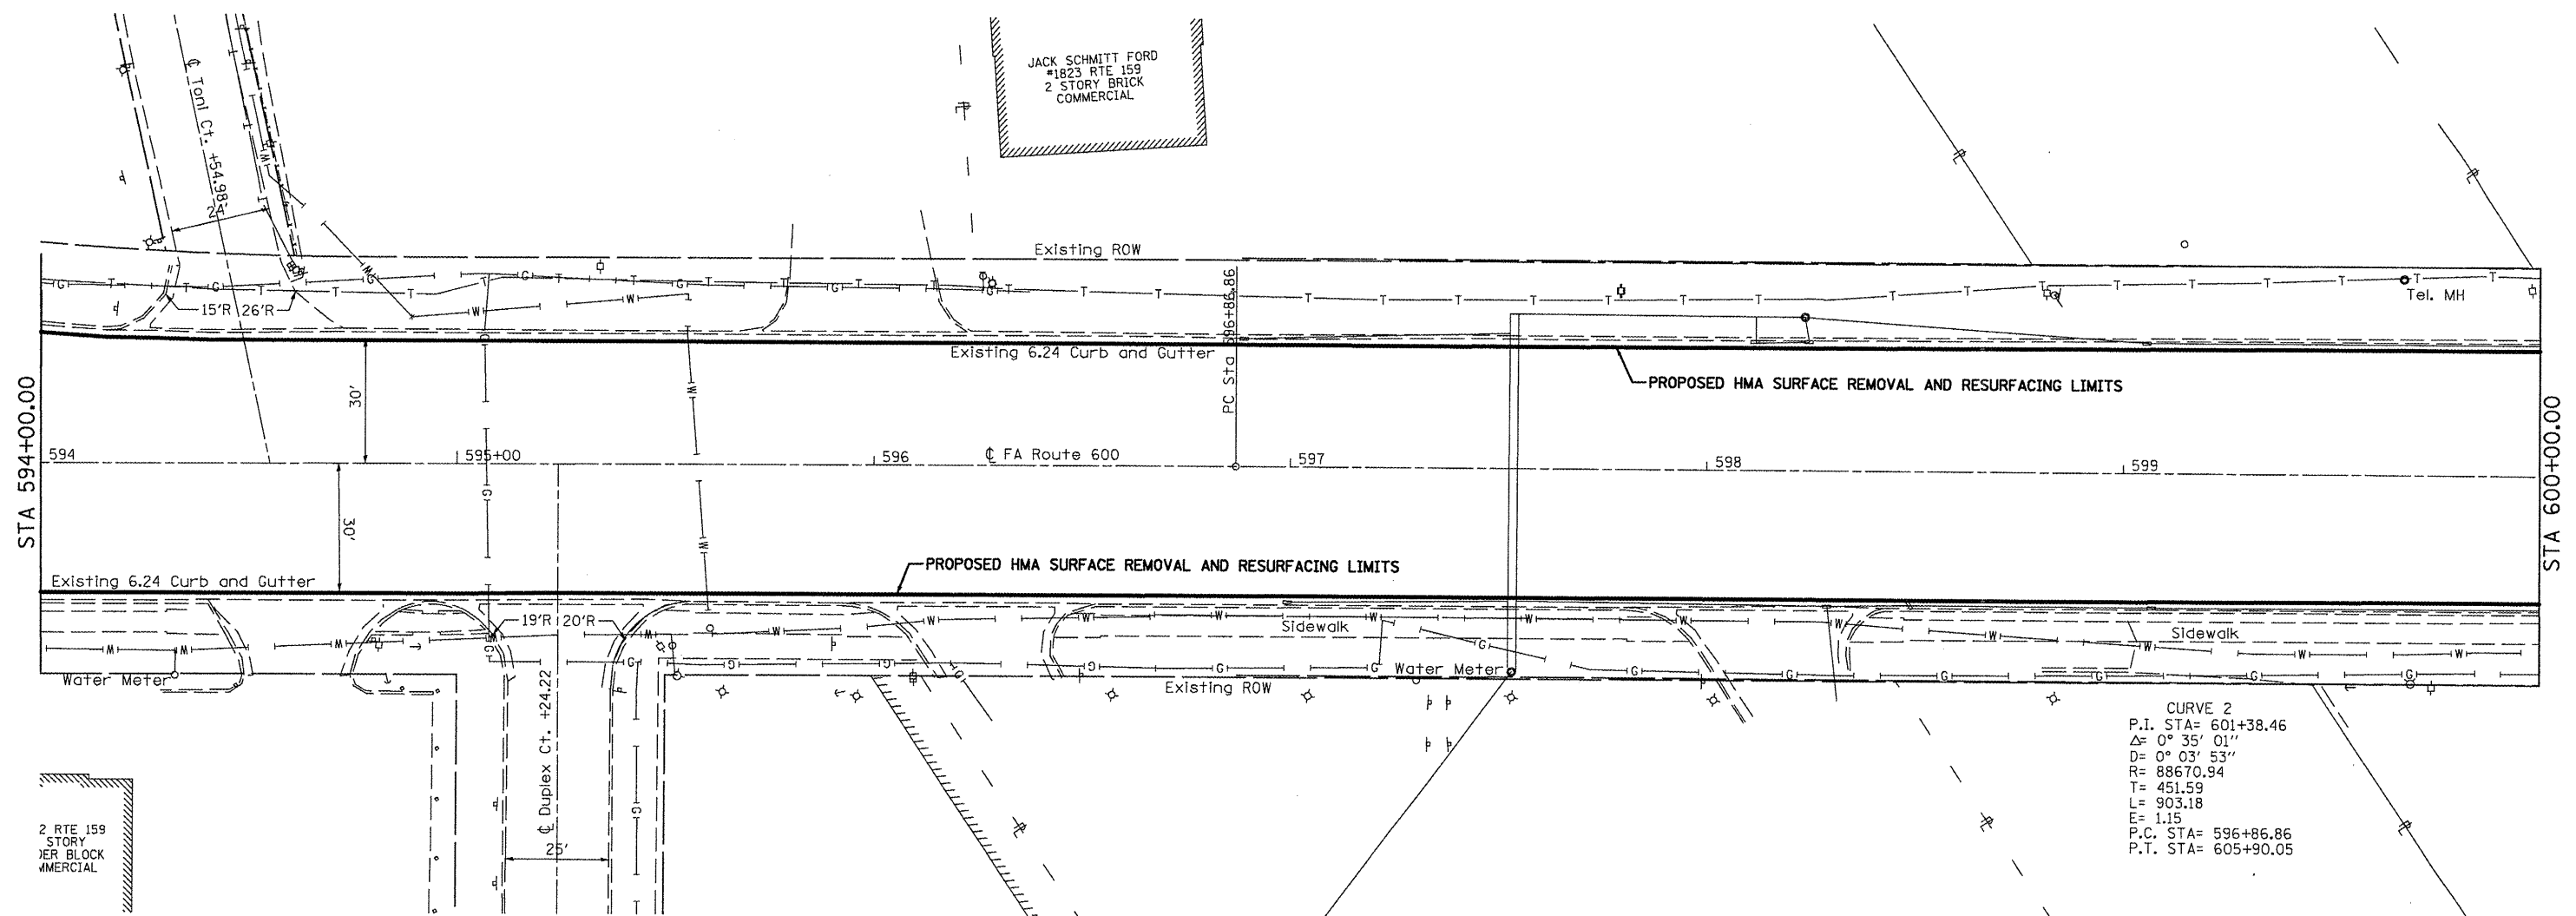 JACK SCHMITT FORD
#1823 RTE 159
2 STORY BRICK
COMMERCIAL
℄ Toni Ct. +54.98
24'
15'R 26'R
Existing ROW
Tel. MH
Existing 6.24 Curb and Gutter
PC Sta 596+86.86
PROPOSED HMA SURFACE REMOVAL AND RESURFACING LIMITS
STA 594+00.00
STA 600+00.00
30'
594
595+00
596
℄ FA Route 600
597
598
599
30'
Existing 6.24 Curb and Gutter
PROPOSED HMA SURFACE REMOVAL AND RESURFACING LIMITS
19'R 20'R
Sidewalk
Sidewalk
Water Meter
Water Meter
Existing ROW
℄ Duplex Ct. +24.22
25'
2 RTE 159
STORY
DER BLOCK
MMERCIAL
CURVE 2
P.I. STA= 601+38.46
Δ= 0° 35' 01"
D= 0° 03' 53"
R= 88670.94
T= 451.59
L= 903.18
E= 1.15
P.C. STA= 596+86.86
P.T. STA= 605+90.05